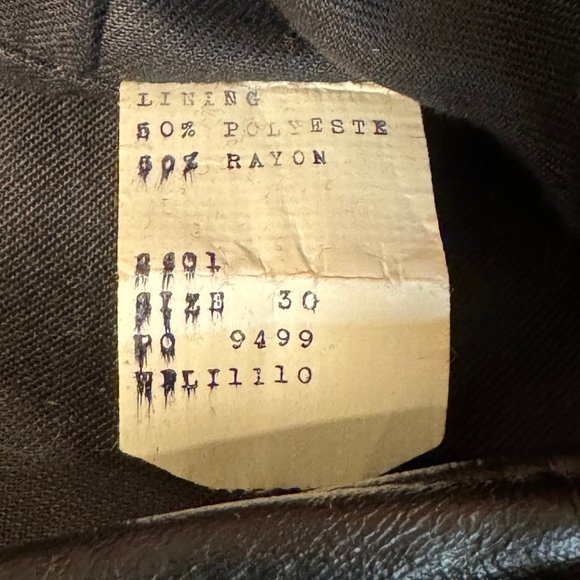 LINING
50% POLYESTE
50% RAYON
SIZE 30
PO 9499